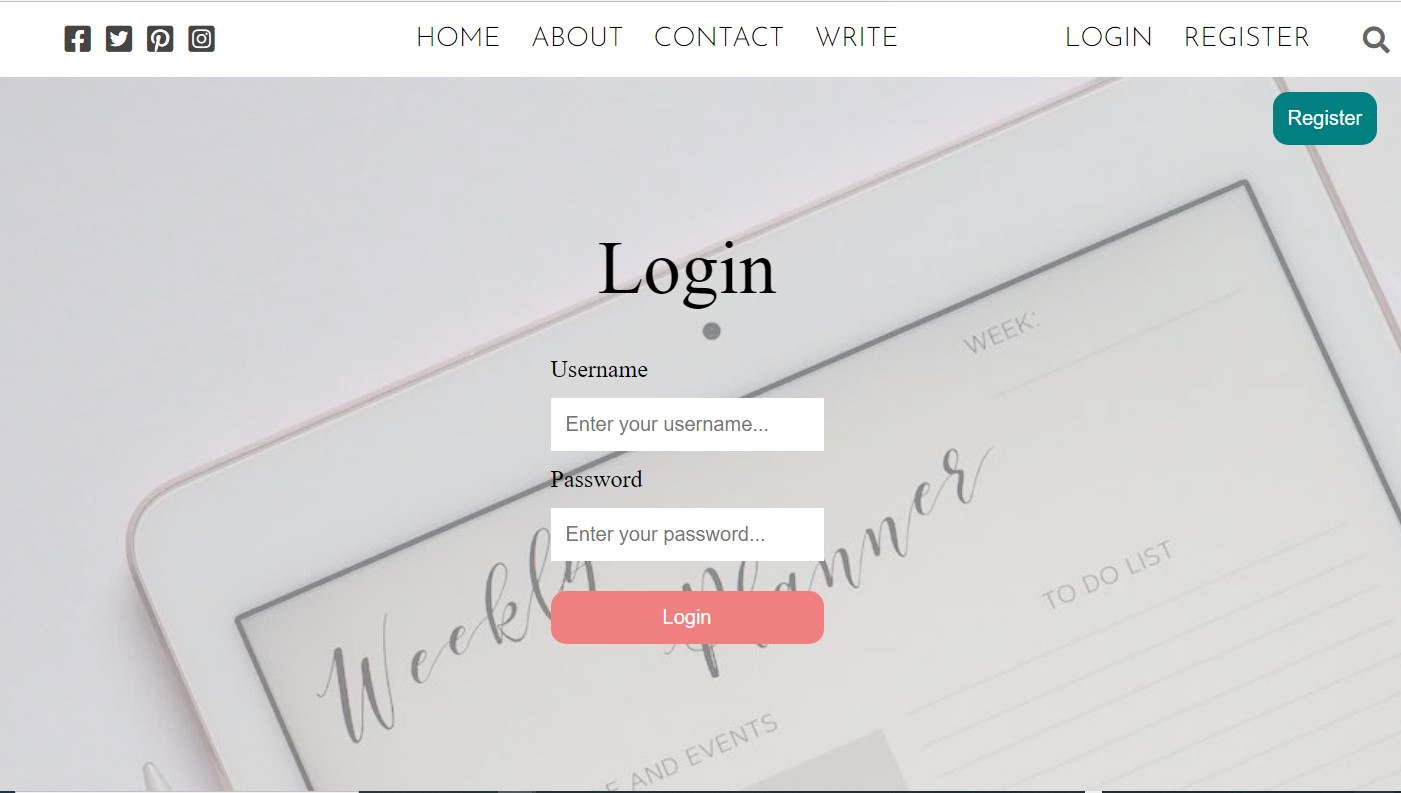 HOME ABOUT CONTACT WRITE LOGIN REGISTER
Register
Login
WEEK:
Username
Enter your username...
Password
Enter your password...
Weekly Planner
TO DO LIST
Login
E AND EVENTS